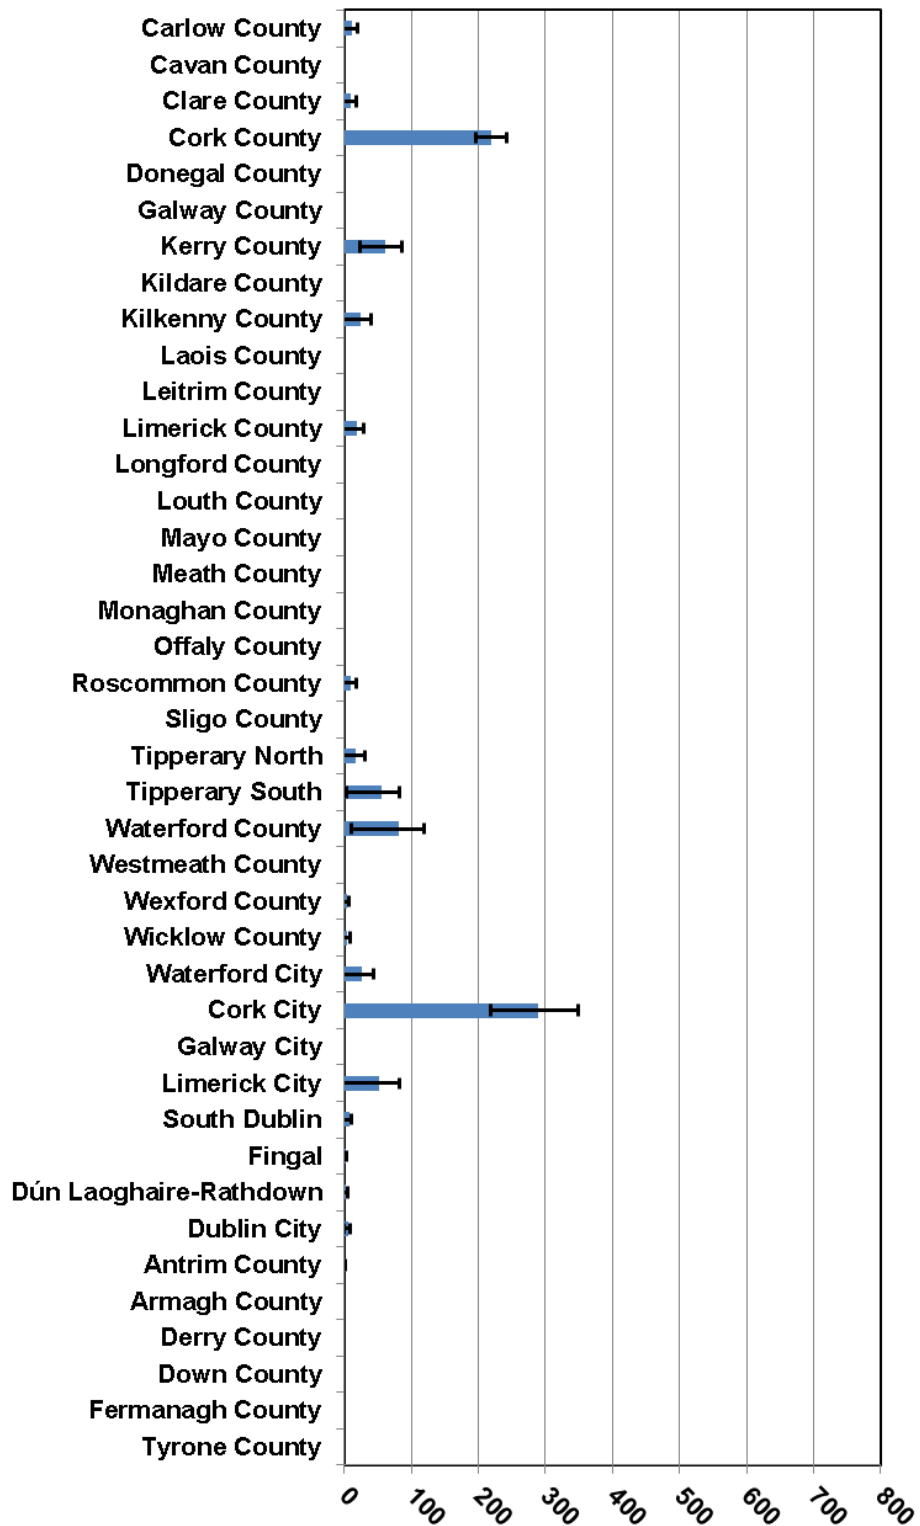 Carlow County
Cavan County
Clare County
Cork County
Donegal County
Galway County
Kerry County
Kildare County
Kilkenny County
Laois County
Leitrim County
Limerick County
Longford County
Louth County
Mayo County
Meath County
Monaghan County
Offaly County
Roscommon County
Sligo County
Tipperary North
Tipperary South
Waterford County
Westmeath County
Wexford County
Wicklow County
Waterford City
Cork City
Galway City
Limerick City
South Dublin
Fingal
Dún Laoghaire-Rathdown
Dublin City
Antrim County
Armagh County
Derry County
Down County
Fermanagh County
Tyrone County
0 100 200 300 400 500 600 700 800